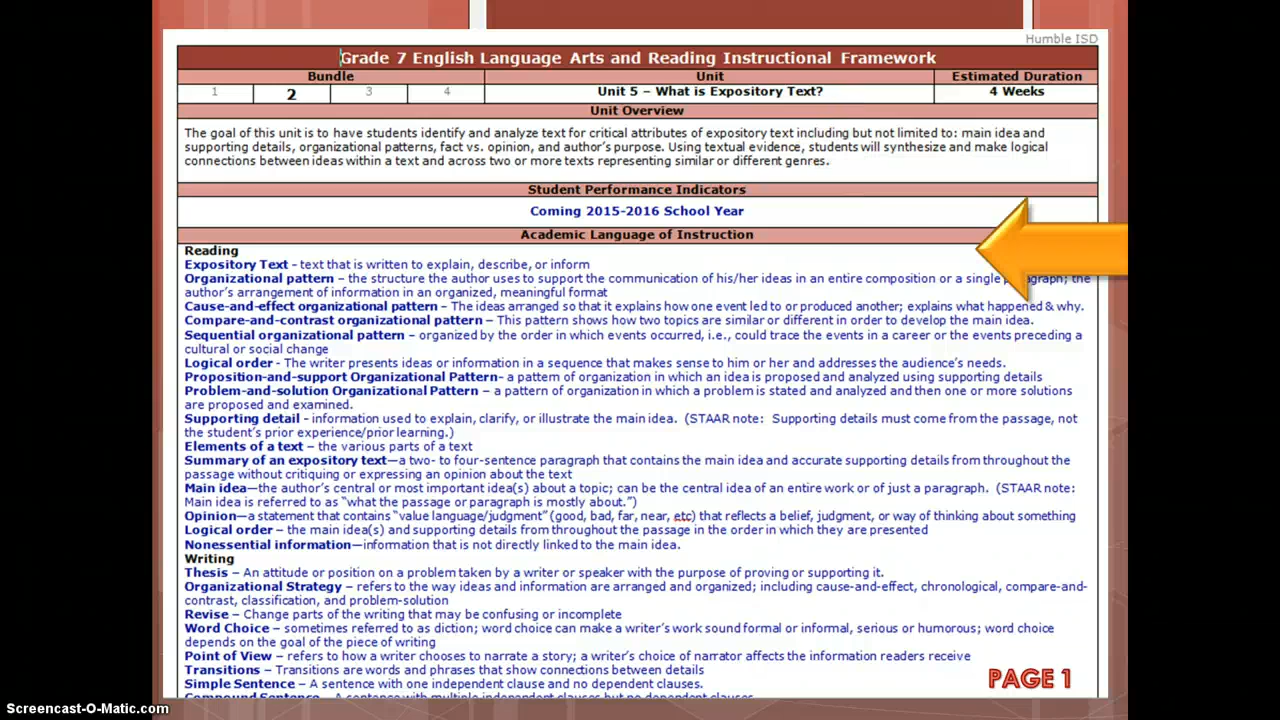 Humble ISD
Grade 7 English Language Arts and Reading Instructional Framework
Bundle Unit Estimated Duration
1 2 3 4 Unit 5 – What is Expository Text? 4 Weeks
Unit Overview
The goal of this unit is to have students identify and analyze text for critical attributes of expository text including but not limited to: main idea and
supporting details, organizational patterns, fact vs. opinion, and author's purpose. Using textual evidence, students will synthesize and make logical
connections between ideas within a text and across two or more texts representing similar or different genres.
Student Performance Indicators
Coming 2015-2016 School Year
Academic Language of Instruction
Reading
Expository Text - text that is written to explain, describe, or inform
Organizational pattern – the structure the author uses to support the communication of his/her ideas in an entire composition or a single the
author's arrangement of information in an organized, meaningful format
Cause-and-effect organizational pattern – The ideas arranged so that it explains how one event led to or produced another; explains what happened & why.
Compare-and-contrast organizational pattern – This pattern shows how two topics are similar or different in order to develop the main idea.
Sequential organizational pattern – organized by the order in which events occurred, i.e., could trace the events in a career or the events preceding a
cultural or social change
Logical order - The writer presents ideas or information in a sequence that makes sense to him or her and addresses the audience's needs.
Proposition-and-support Organizational Pattern- a pattern of organization in which an idea is proposed and analyzed using supporting details
Problem-and-solution Organizational Pattern – a pattern of organization in which a problem is stated and analyzed and then one or more solutions
are proposed and examined.
Supporting detail - information used to explain, clarify, or illustrate the main idea. (STAAR note: Supporting details must come from the passage, not
the student's prior experience/prior learning.)
Elements of a text – the various parts of a text
Summary of an expository text—a two- to four-sentence paragraph that contains the main idea and accurate supporting details from throughout the
passage without critiquing or expressing an opinion about the text
Main idea—the author's central or most important idea(s) about a topic; can be the central idea of an entire work or of just a paragraph. (STAAR note:
Main idea is referred to as "what the passage or paragraph is mostly about.")
Opinion—a statement that contains "value language/judgment" (good, bad, far, near, etc) that reflects a belief, judgment, or way of thinking about something
Logical order – the main idea(s) and supporting details from throughout the passage in the order in which they are presented
Nonessential information—information that is not directly linked to the main idea.
Writing
Thesis – An attitude or position on a problem taken by a writer or speaker with the purpose of proving or supporting it.
Organizational Strategy – refers to the way ideas and information are arranged and organized; including cause-and-effect, chronological, compare-and-
contrast, classification, and problem-solution
Revise – Change parts of the writing that may be confusing or incomplete
Word Choice – sometimes referred to as diction; word choice can make a writer's work sound formal or informal, serious or humorous; word choice
depends on the goal of the piece of writing
Point of View – refers to how a writer chooses to narrate a story; a writer's choice of narrator affects the information readers receive
Transitions – Transitions are words and phrases that show connections between details
Simple Sentence – A sentence with one independent clause and no dependent clauses.
Compound Sentence – A sentence with multiple independent clauses but no dependent clauses
PAGE 1
Screencast-O-Matic.com